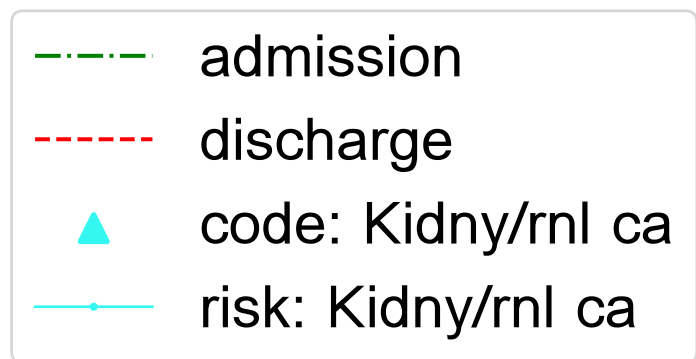 admission
discharge
code: Kidny/rnl ca
risk: Kidny/rnl ca